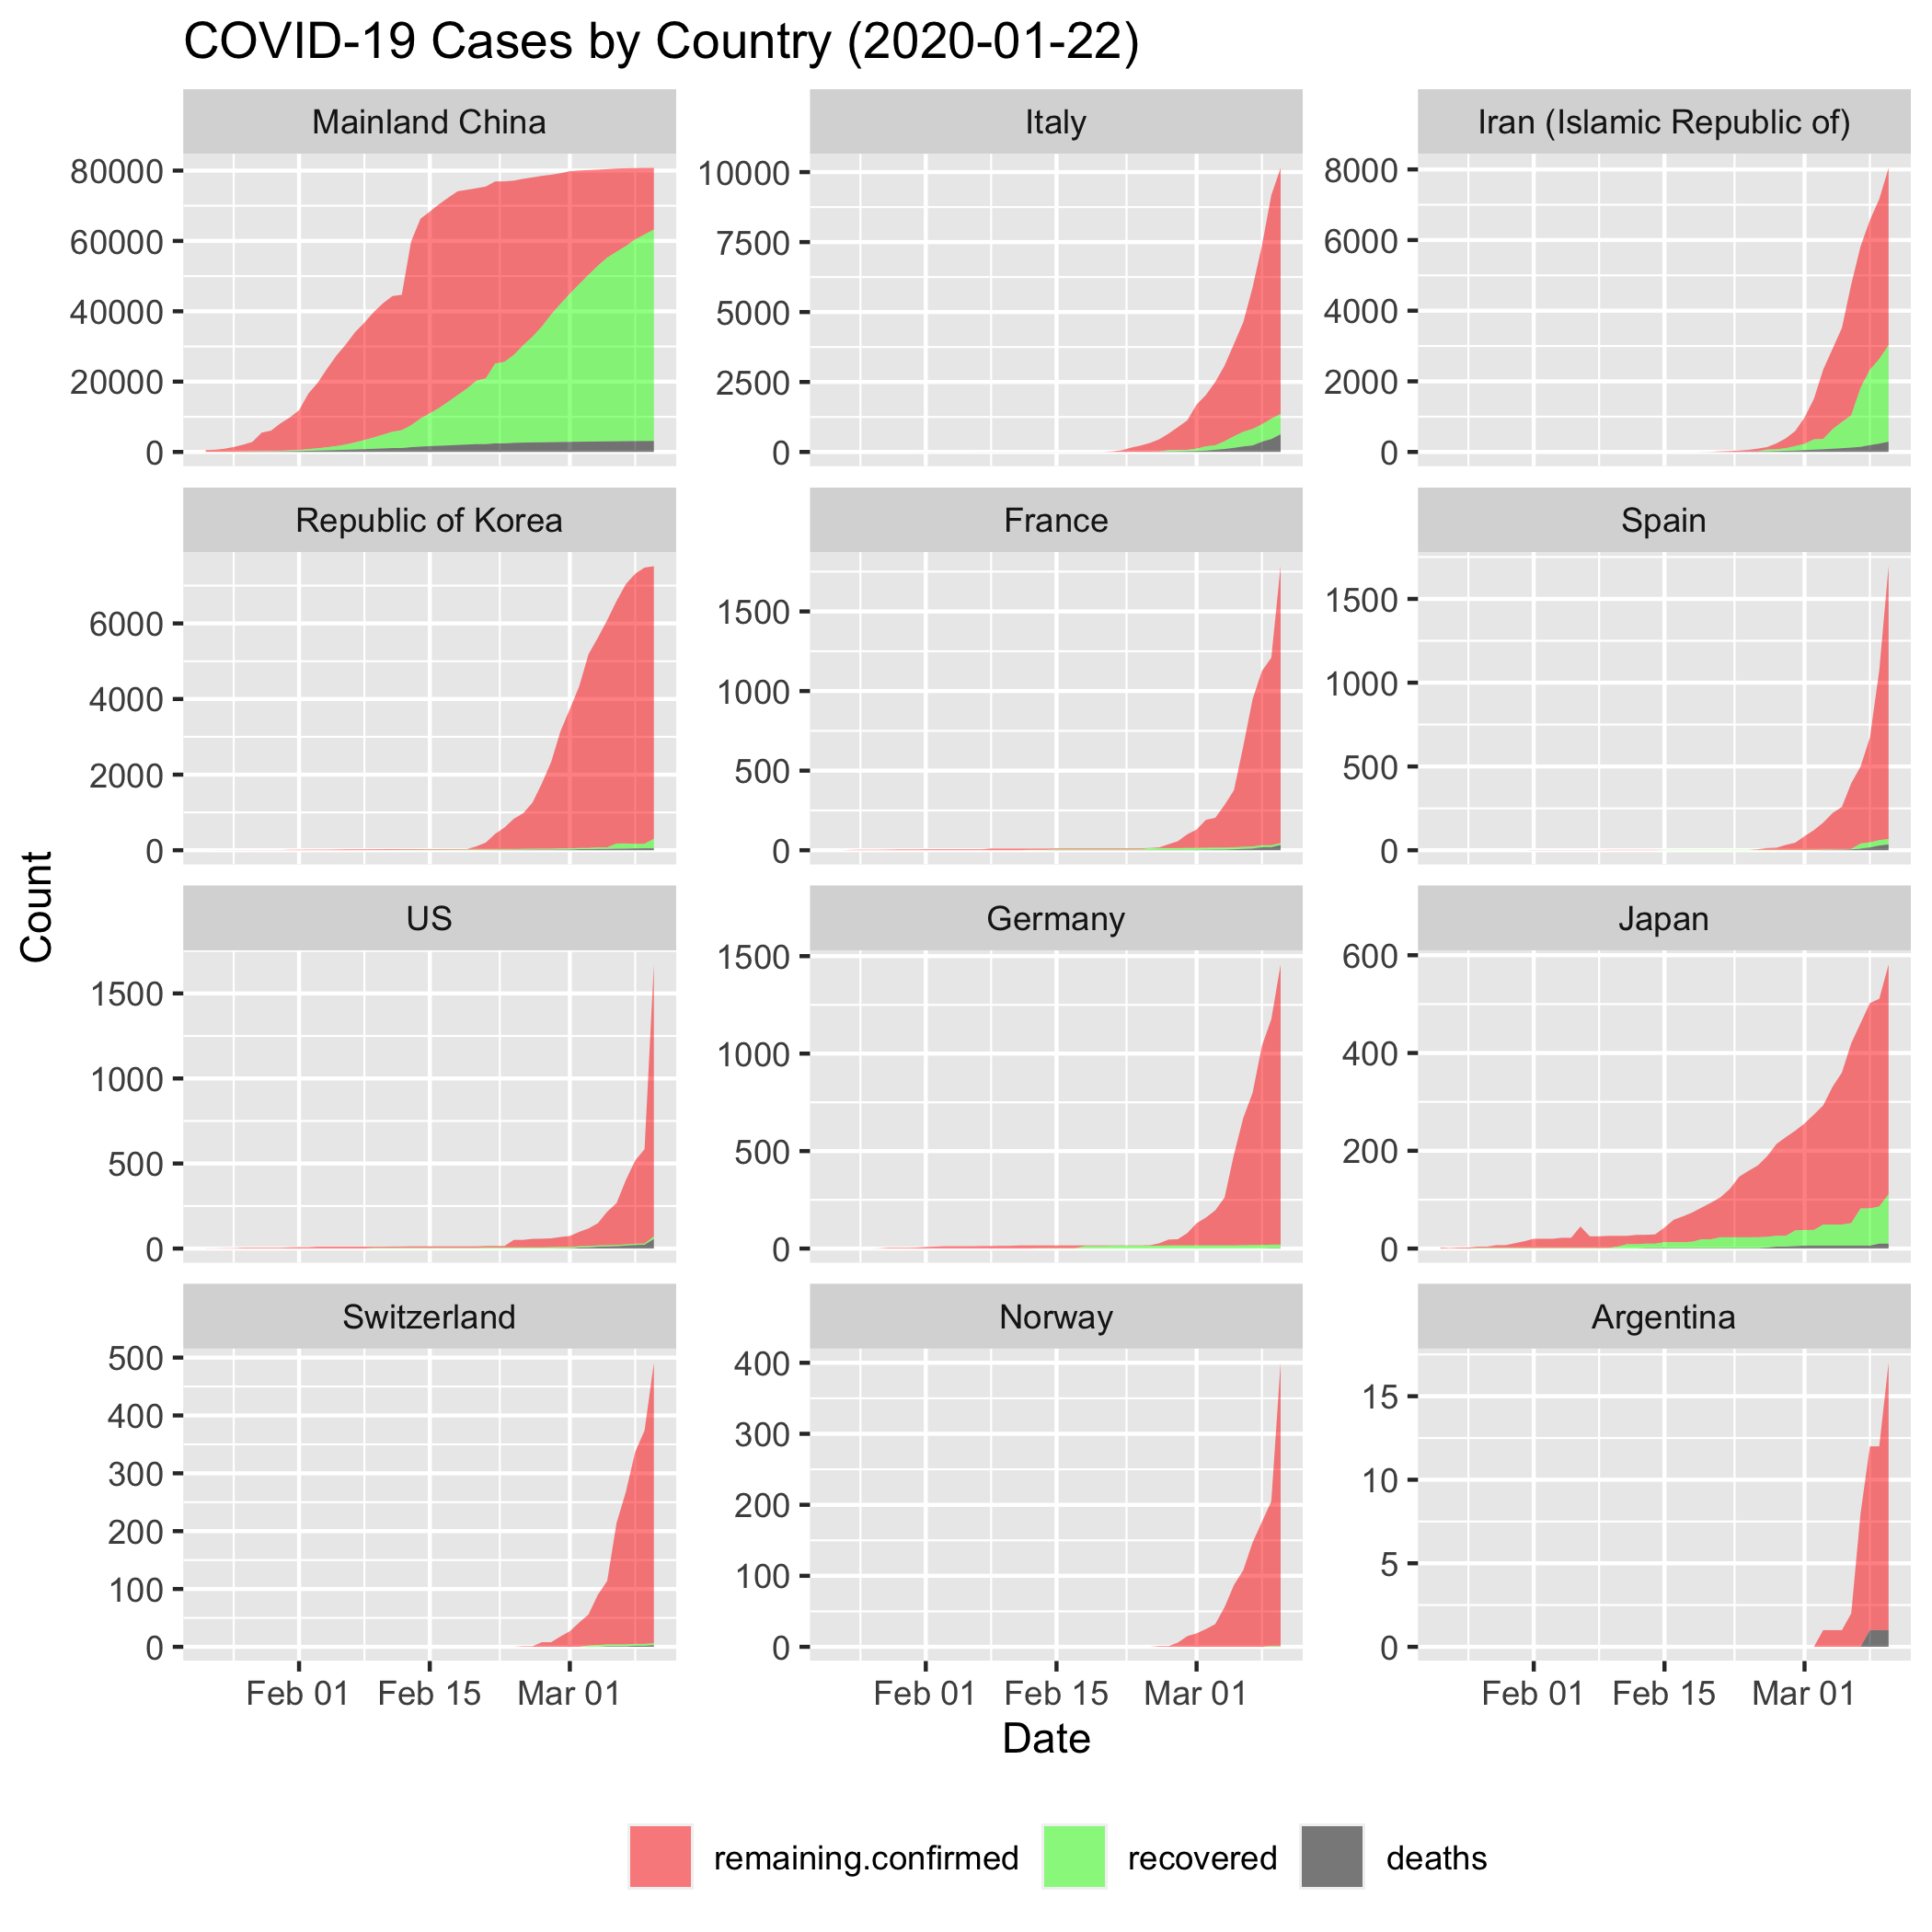 COVID-19 Cases by Country (2020-01-22)
Mainland China
Italy
Iran (Islamic Republic of)
80000
60000
40000
20000
0
10000
7500
5000
2500
0
8000
6000
4000
2000
0
Republic of Korea
France
Spain
6000
4000
2000
0
1500
1000
500
0
1500
1000
500
0
Count
US
Germany
Japan
1500
1000
500
0
1500
1000
500
0
600
400
200
0
Switzerland
Norway
Argentina
500
400
300
200
100
0
400
300
200
100
0
15
10
5
0
Feb 01 Feb 15 Mar 01
Feb 01 Feb 15 Mar 01
Feb 01 Feb 15 Mar 01
Date
remaining.confirmed recovered deaths